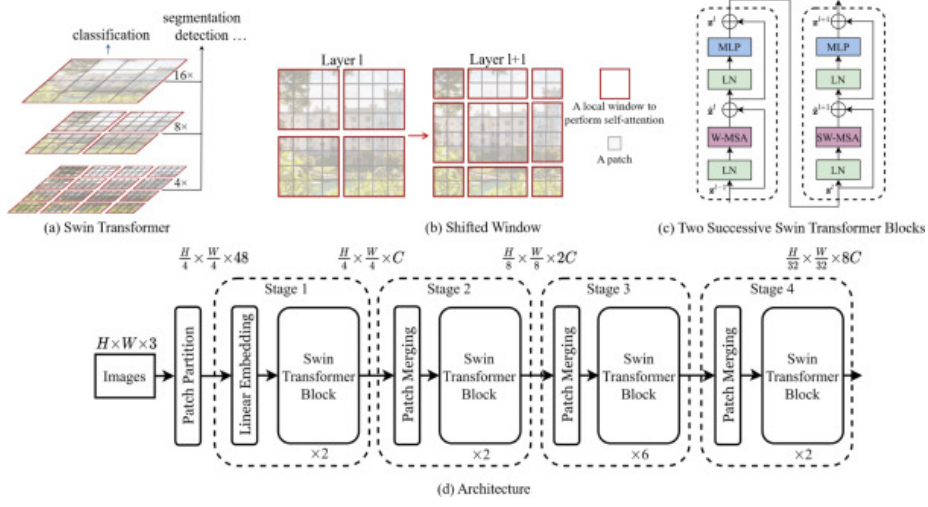 segmentation
classification
detection ...
16×
8×
4×
(a) Swin Transformer
Layer l
Layer l+1
A local window to
perform self-attention
A patch
(b) Shifted Window
z^l
z^{l+1}
MLP
MLP
LN
LN
ẑ^l
ẑ^{l+1}
W-MSA
SW-MSA
LN
LN
z^{l-1}
z^l
(c) Two Successive Swin Transformer Blocks
H/4 × W/4 × 48
H/4 × W/4 × C
H/8 × W/8 × 2C
H/32 × W/32 × 8C
Stage 1
Stage 2
Stage 3
Stage 4
H×W×3
Images
Patch Partition
Linear Embedding
Swin
Transformer
Block
×2
Patch Merging
Swin
Transformer
Block
×2
Patch Merging
Swin
Transformer
Block
×6
Patch Merging
Swin
Transformer
Block
×2
(d) Architecture